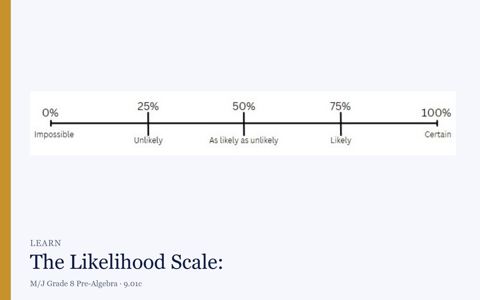 0% 25% 50% 75% 100%
Impossible Unlikely As likely as unlikely Likely Certain
LEARN
The Likelihood Scale:
M/J Grade 8 Pre-Algebra · 9.01c